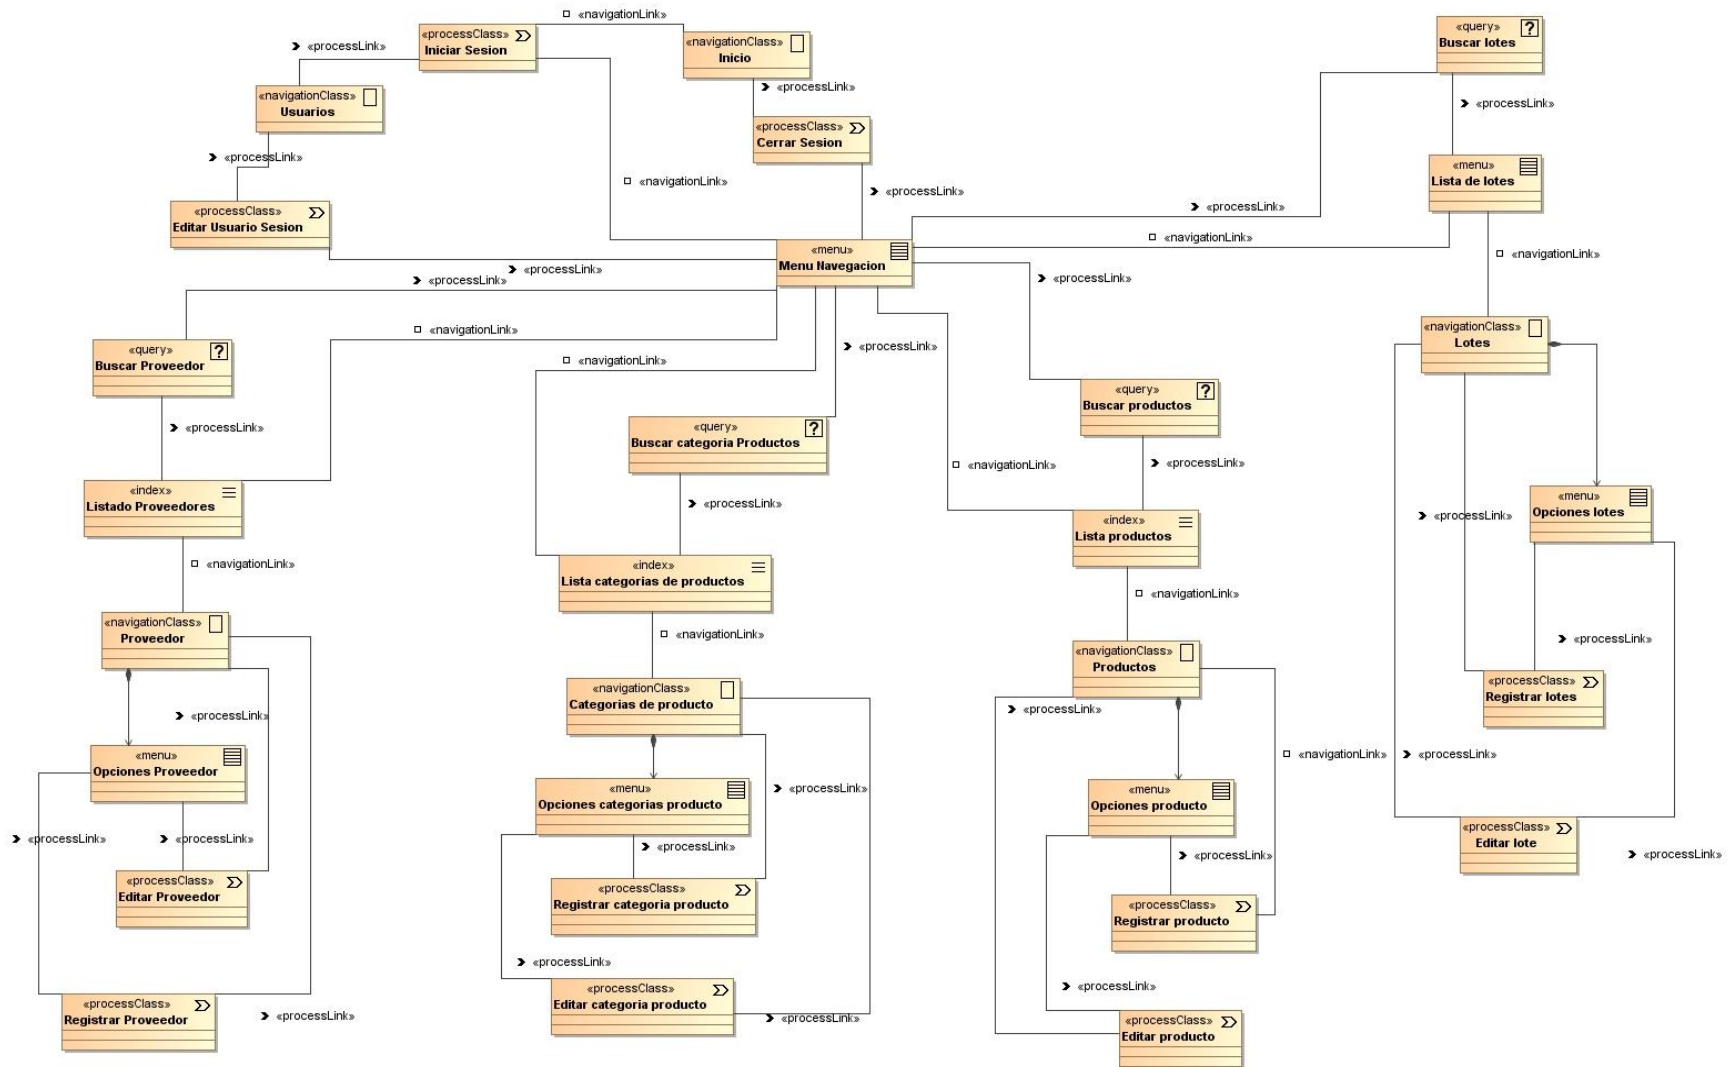 «navigationLink»
«processClass»
Iniciar Sesion
«processLink»
«navigationClass»
Inicio
«query»
Buscar lotes
«navigationClass»
Usuarios
«processLink»
«processLink»
«processClass»
Cerrar Sesion
«processLink»
«menu»
Lista de lotes
«navigationLink»
«processLink»
«processClass»
Editar Usuario Sesion
«processLink»
«navigationLink»
«menu»
Menu Navegacion
«navigationLink»
«processLink»
«processLink»
«processLink»
«navigationLink»
«navigationClass»
Lotes
«query»
Buscar Proveedor
«navigationLink»
«processLink»
«query»
Buscar productos
«processLink»
«query»
Buscar categoria Productos
«navigationLink»
«processLink»
«index»
Listado Proveedores
«processLink»
«index»
Lista productos
«processLink»
«menu»
Opciones lotes
«navigationLink»
«index»
Lista categorias de productos
«navigationLink»
«navigationClass»
Proveedor
«navigationLink»
«navigationClass»
Productos
«processLink»
«processClass»
Registrar lotes
«navigationClass»
Categorias de producto
«processLink»
«processLink»
«menu»
Opciones Proveedor
«navigationLink»
«processLink»
«menu»
Opciones categorias producto
«processLink»
«menu»
Opciones producto
«processLink»
«processLink»
«processLink»
«processLink»
«processClass»
Editar lote
«processLink»
«processClass»
Editar Proveedor
«processClass»
Registrar categoria producto
«processClass»
Registrar producto
«processLink»
«processLink»
«processClass»
Registrar Proveedor
«processLink»
«processClass»
Editar categoria producto
«processLink»
«processClass»
Editar producto